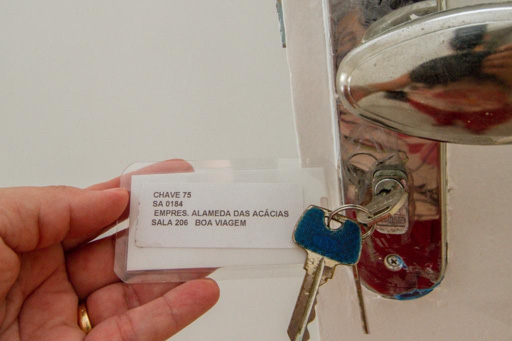 CHAVE 75
SA 0184
EMPRES. ALAMEDA DAS ACÁCIAS
SALA 206 BOA VIAGEM